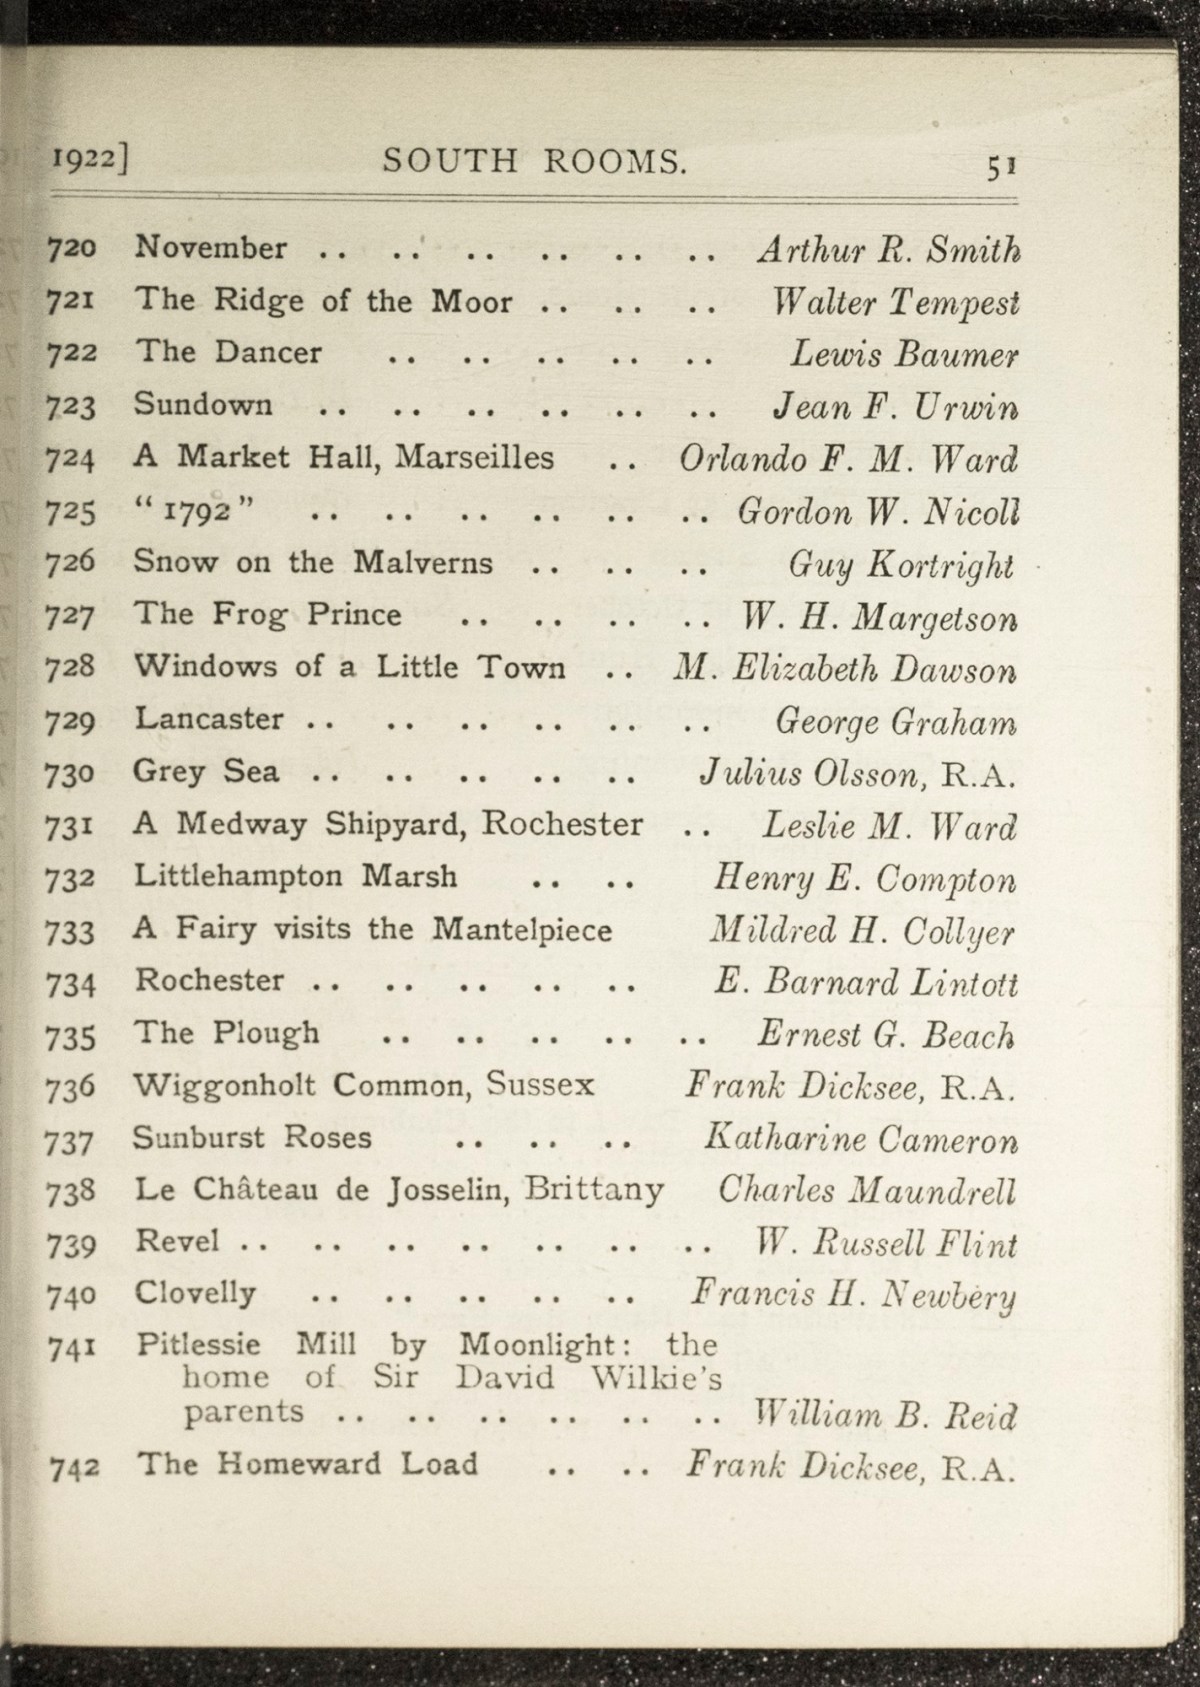 1922] SOUTH ROOMS. 51
720 November .. .. .. .. .. .. Arthur R. Smith
721 The Ridge of the Moor .. .. .. Walter Tempest
722 The Dancer .. .. .. .. .. Lewis Baumer
723 Sundown .. .. .. .. .. .. Jean F. Urwin
724 A Market Hall, Marseilles .. Orlando F. M. Ward
725 “1792” .. .. .. .. .. .. Gordon W. Nicoll
726 Snow on the Malverns .. .. .. Guy Kortright
727 The Frog Prince .. .. .. .. W. H. Margetson
728 Windows of a Little Town .. M. Elizabeth Dawson
729 Lancaster .. .. .. .. .. .. George Graham
730 Grey Sea .. .. .. .. .. Julius Olsson, R.A.
731 A Medway Shipyard, Rochester .. Leslie M. Ward
732 Littlehampton Marsh .. .. Henry E. Compton
733 A Fairy visits the Mantelpiece Mildred H. Collyer
734 Rochester .. .. .. .. .. E. Barnard Lintott
735 The Plough .. .. .. .. .. Ernest G. Beach
736 Wiggonholt Common, Sussex Frank Dicksee, R.A.
737 Sunburst Roses .. .. .. Katharine Cameron
738 Le Château de Josselin, Brittany Charles Maundrell
739 Revel .. .. .. .. .. .. .. W. Russell Flint
740 Clovelly .. .. .. .. .. Francis H. Newbery
741 Pitlessie Mill by Moonlight: the
home of Sir David Wilkie's
parents .. .. .. .. .. .. William B. Reid
742 The Homeward Load .. .. Frank Dicksee, R.A.